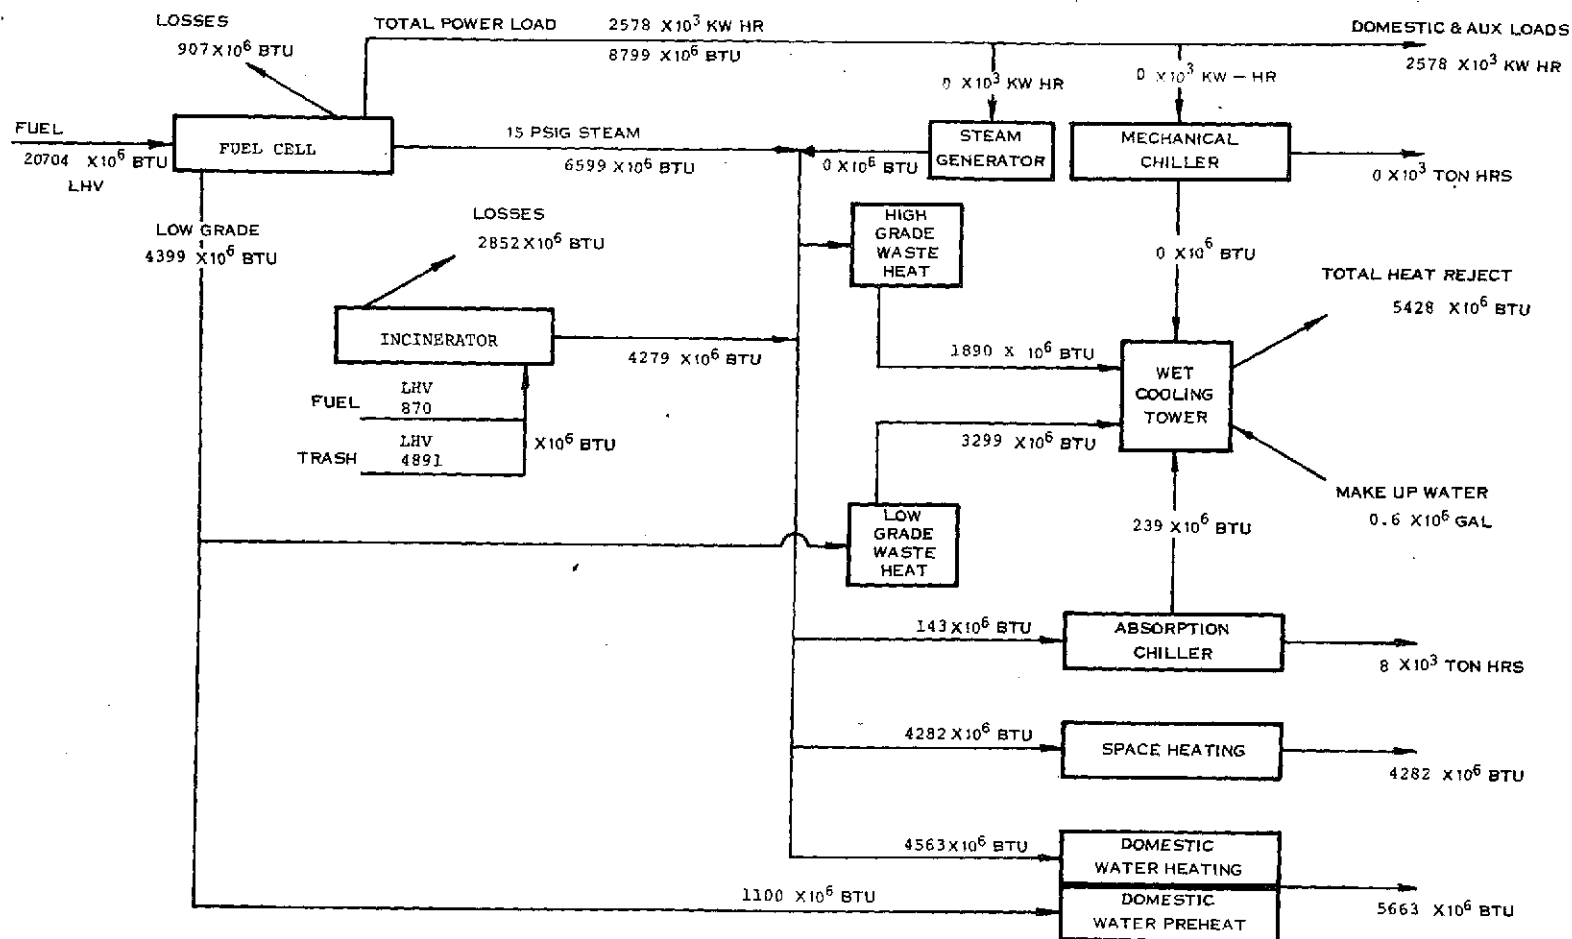 LOSSES
907 X10⁶ BTU
TOTAL POWER LOAD 2578 X10³ KW HR
8799 X10⁶ BTU
DOMESTIC & AUX LOADS
2578 X10³ KW HR
0 X10³ KW HR
0 X10³ KW - HR
FUEL
20704 X10⁶ BTU
LHV
FUEL CELL
15 PSIG STEAM
6599 X10⁶ BTU
0 X10⁶ BTU
STEAM
GENERATOR
MECHANICAL
CHILLER
0 X10³ TON HRS
LOW GRADE
4399 X10⁶ BTU
LOSSES
2852 X10⁶ BTU
HIGH
GRADE
WASTE
HEAT
0 X10⁶ BTU
TOTAL HEAT REJECT
5428 X10⁶ BTU
INCINERATOR
4279 X10⁶ BTU
1890 X 10⁶ BTU
WET
COOLING
TOWER
LHV
FUEL 870
LHV
TRASH 4891
X10⁶ BTU
3299 X10⁶ BTU
MAKE UP WATER
0.6 X10⁶ GAL
LOW
GRADE
WASTE
HEAT
239 X10⁶ BTU
143 X10⁶ BTU
ABSORPTION
CHILLER
8 X10³ TON HRS
4282 X10⁶ BTU
SPACE HEATING
4282 X10⁶ BTU
4563 X10⁶ BTU
DOMESTIC
WATER HEATING
1100 X10⁶ BTU
DOMESTIC
WATER PREHEAT
5663 X10⁶ BTU